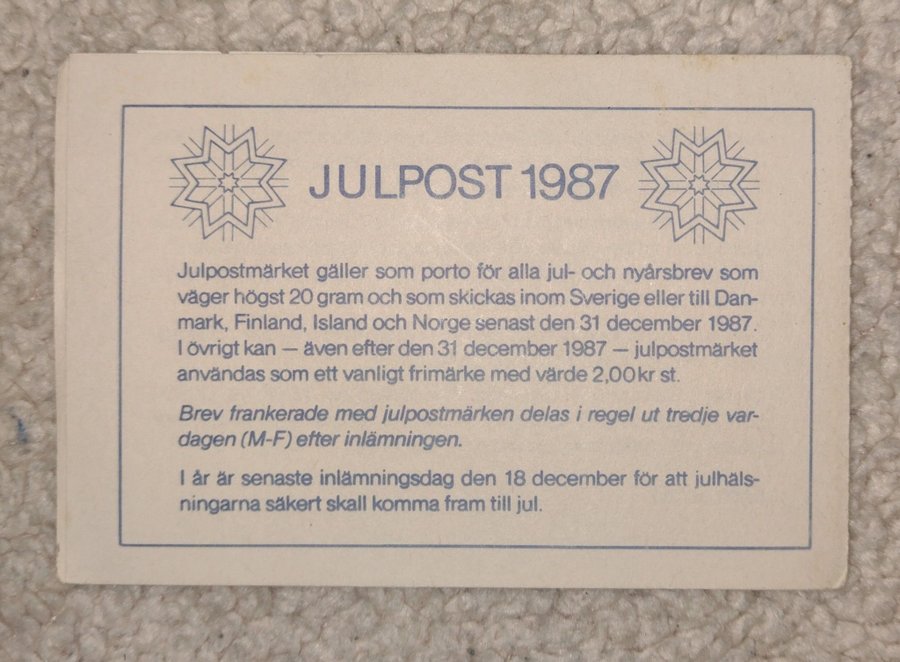 JULPOST 1987
Julpostmärket gäller som porto för alla jul- och nyårsbrev som
väger högst 20 gram och som skickas inom Sverige eller till Dan-
mark, Finland, Island och Norge senast den 31 december 1987.
I övrigt kan — även efter den 31 december 1987 — julpostmärket
användas som ett vanligt frimärke med värde 2,00 kr st.
Brev frankerade med julpostmärken delas i regel ut tredje var-
dagen (M-F) efter inlämningen.
I år är senaste inlämningsdag den 18 december för att julhäls-
ningarna säkert skall komma fram till jul.